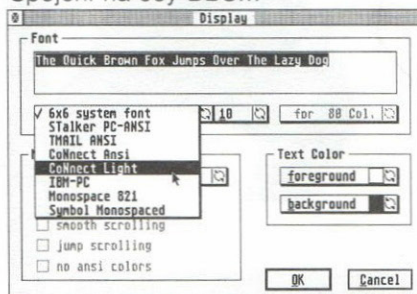 Display
Font
The Quick Brown Fox Jumps Over The Lazy Dog
✓ 6x6 system font
10
for 80 Col.
STalker PC-ANSI
TMAIL ANSI
CoNnect Ansi
CoNnect Light
IBM-PC
Monospace 821
Symbol Monospaced
smooth scrolling
jump scrolling
no ansi colors
Text Color
foreground
background
OK
Cancel